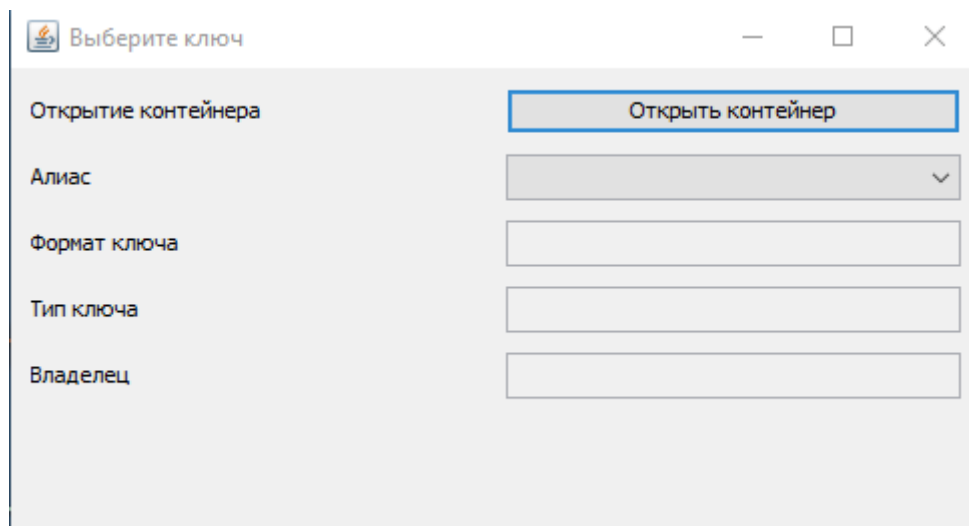 Выберите ключ
Открытие контейнера Открыть контейнер
Алиас
Формат ключа
Тип ключа
Владелец